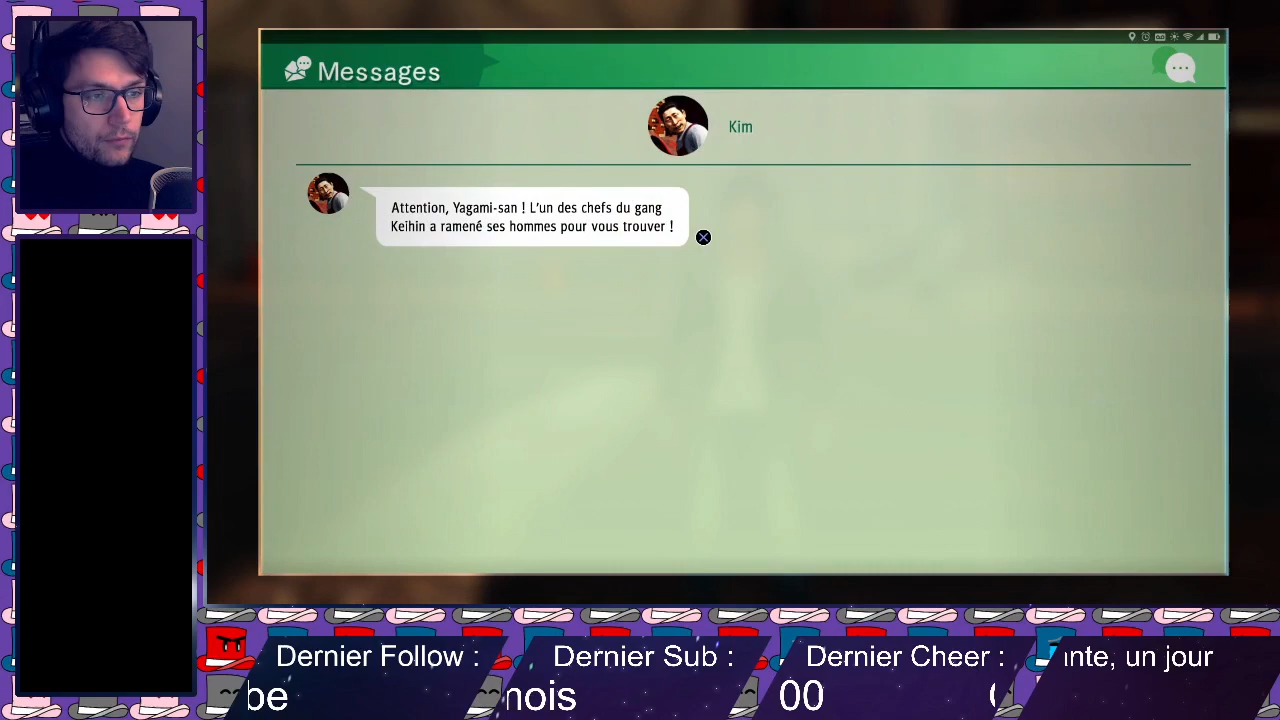 Messages
Kim
Attention, Yagami-san ! L'un des chefs du gang
Keihin a ramené ses hommes pour vous trouver !
Dernier Follow :
be
Dernier Sub :
mois
Dernier Cheer :
00
nte, un jour